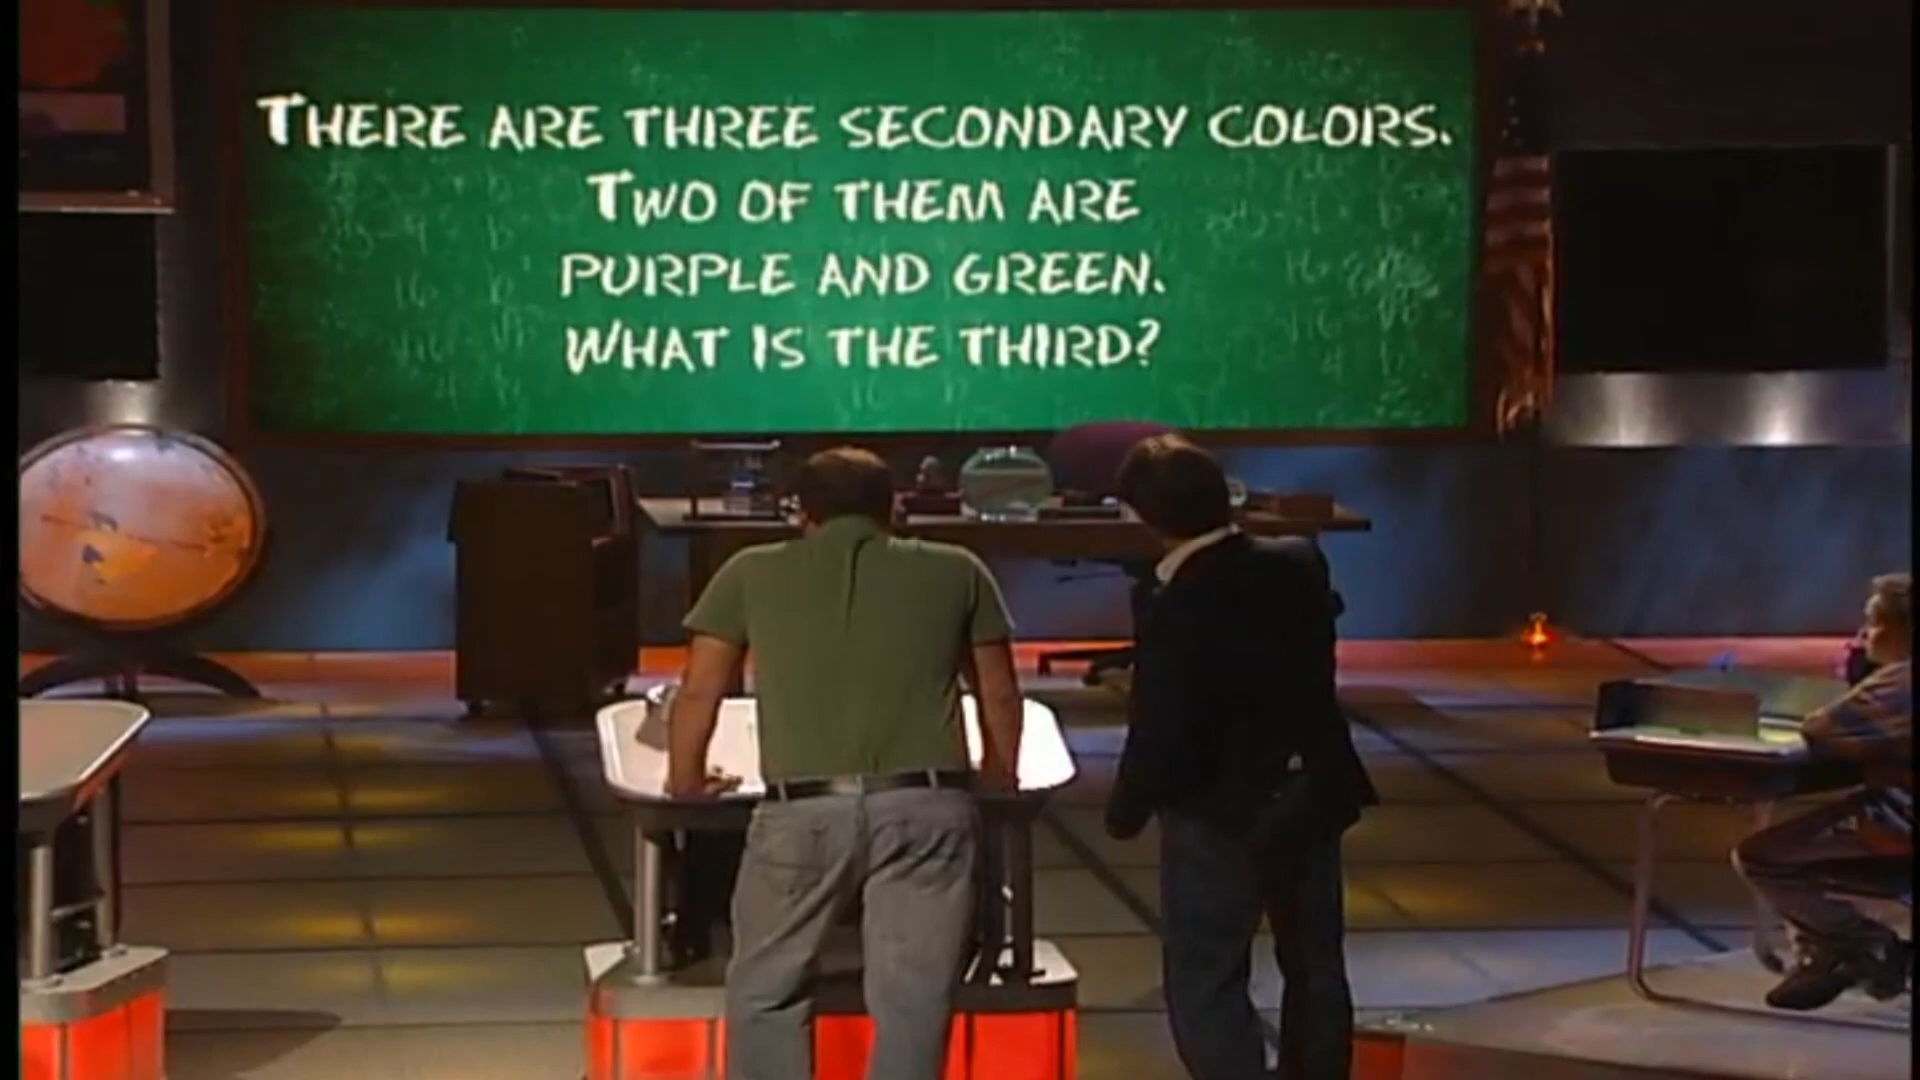 THERE ARE THREE SECONDARY COLORS.
TWO OF THEM ARE
PURPLE AND GREEN.
WHAT IS THE THIRD?